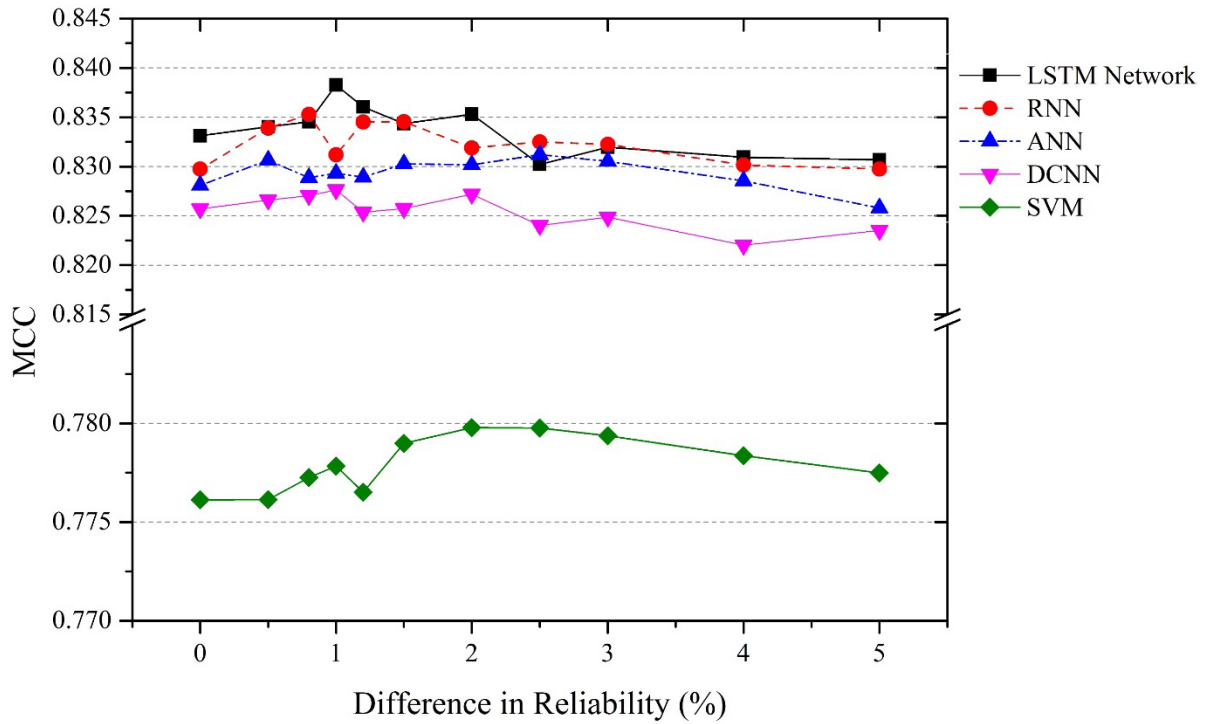 0.845
0.840
0.835
0.830
0.825
0.820
0.815
0.780
0.775
0.770
MCC
0 1 2 3 4 5
Difference in Reliability (%)
LSTM Network
RNN
ANN
DCNN
SVM